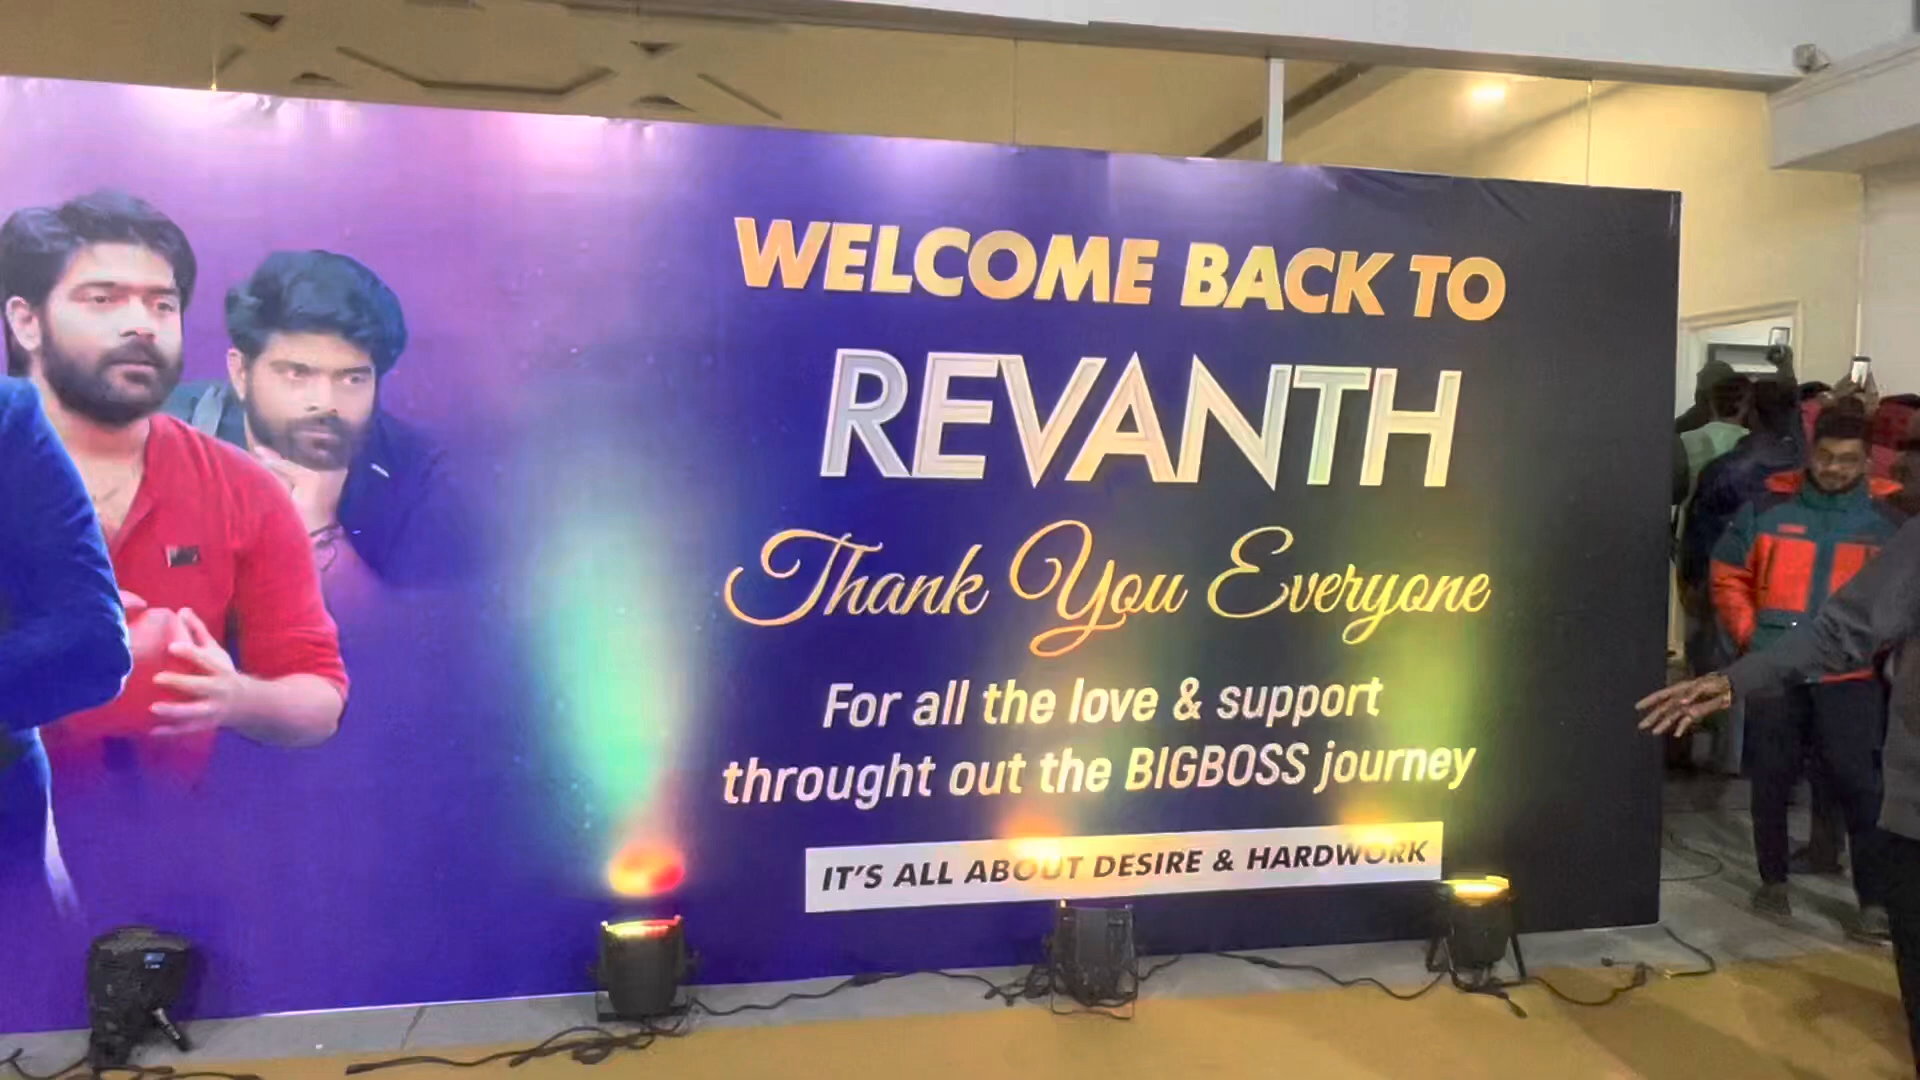 WELCOME BACK TO
REVANTH
Thank You Everyone
For all the love & support
throught out the BIGBOSS journey
IT'S ALL ABOUT DESIRE & HARDWORK